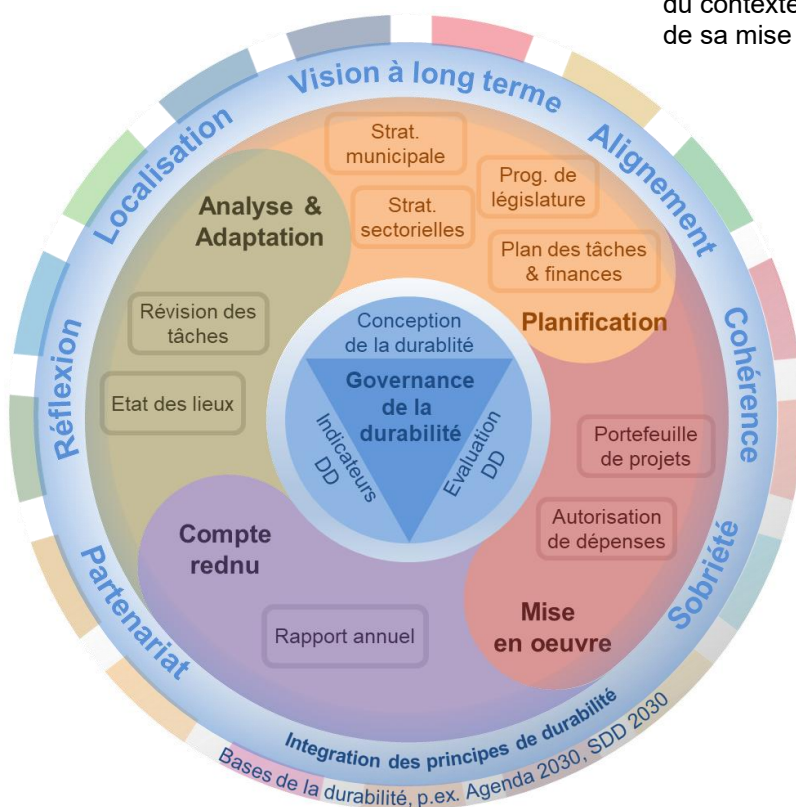 du contexte
de sa mise
Vision à long terme
Alignement
Cohérence
Sobriété
Partenariat
Réflexion
Localisation
Strat.
municipale
Strat.
sectorielles
Prog. de
législature
Plan des tâches
& finances
Planification
Analyse &
Adaptation
Révision des
tâches
Etat des lieux
Conception
de la durablité
Governance
de la
durabilité
Indicateurs
DD
Evaluation
DD
Portefeuille
de projets
Autorisation
de dépenses
Mise
en oeuvre
Compte
rednu
Rapport annuel
Integration des principes de durabilité
Bases de la durabilité, p.ex. Agenda 2030, SDD 2030